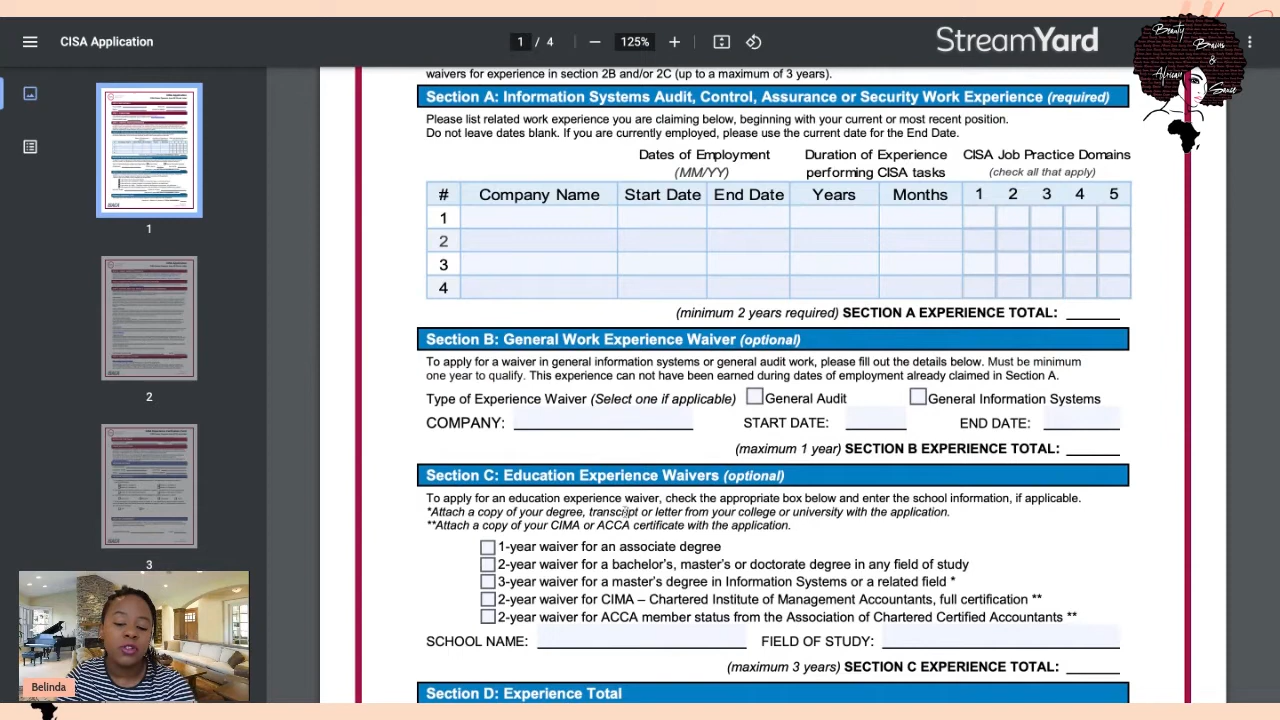 CISA Application
/ 4
125%
StreamYard
Beauty
Brains
&
African
Sense
waivers for experience in section 2B and/or 2C (up to a maximum of 3 years).
Section A: Information Systems Audit, Control, Assurance or Security Work Experience (required)
Please list related work experience you are claiming below, beginning with your current or most recent position.
Do not leave dates blank. If you are currently employed, please use the current date for the End Date.
Dates of Employment Duration of Experience CISA Job Practice Domains
(MM/YY) performing CISA tasks (check all that apply)
# Company Name Start Date End Date Years Months 1 2 3 4 5
1
2
3
4
(minimum 2 years required) SECTION A EXPERIENCE TOTAL:
Section B: General Work Experience Waiver (optional)
To apply for a waiver in general information systems or general audit work, please fill out the details below. Must be minimum
one year to qualify. This experience can not have been earned during dates of employment already claimed in Section A.
Type of Experience Waiver (Select one if applicable) General Audit General Information Systems
COMPANY: START DATE: END DATE:
(maximum 1 year) SECTION B EXPERIENCE TOTAL:
Section C: Education Experience Waivers (optional)
To apply for an education experience waiver, check the appropriate box below and enter the school information, if applicable.
*Attach a copy of your degree, transcript or letter from your college or university with the application.
**Attach a copy of your CIMA or ACCA certificate with the application.
1-year waiver for an associate degree
2-year waiver for a bachelor's, master's or doctorate degree in any field of study
3-year waiver for a master's degree in Information Systems or a related field *
2-year waiver for CIMA – Chartered Institute of Management Accountants, full certification **
2-year waiver for ACCA member status from the Association of Chartered Certified Accountants **
SCHOOL NAME: FIELD OF STUDY:
(maximum 3 years) SECTION C EXPERIENCE TOTAL:
Section D: Experience Total
1
2
3
Belinda